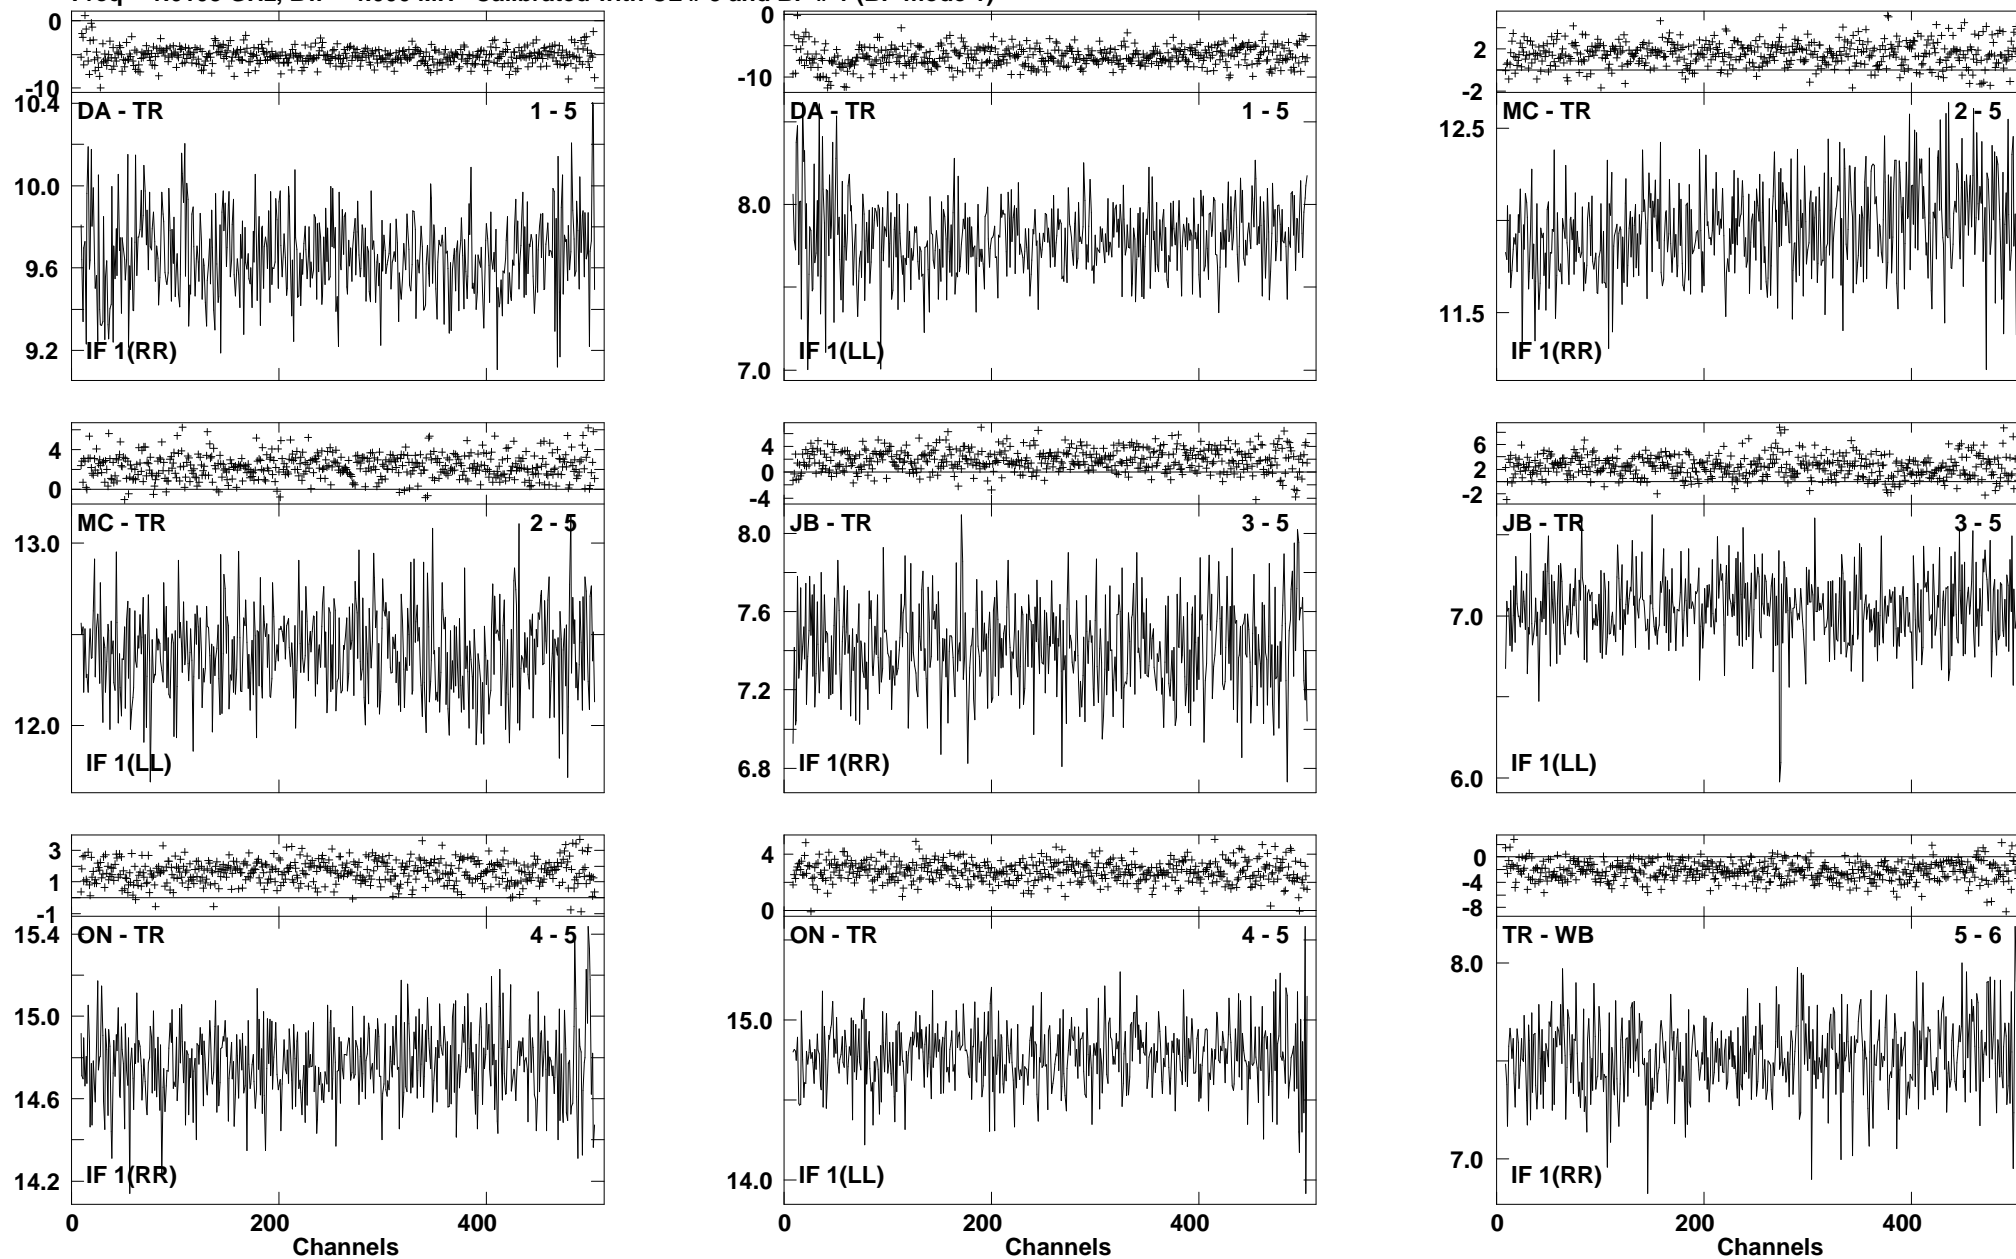 0
-10
10.4
DA - TR
1 - 5
10.0
9.6
9.2
IF 1(RR)
0
-10
DA - TR
1 - 5
8.0
7.0
IF 1(LL)
2
-2
MC - TR
2 - 5
12.5
11.5
IF 1(RR)
4
0
MC - TR
2 - 5
13.0
12.0
IF 1(LL)
4
0
-4
JB - TR
3 - 5
8.0
7.6
7.2
6.8
IF 1(RR)
6
2
-2
JB - TR
3 - 5
7.0
6.0
IF 1(LL)
3
1
-1
15.4
ON - TR
4 - 5
15.0
14.6
14.2
IF 1(RR)
0
200
400
Channels
4
0
ON - TR
4 - 5
15.0
14.0
IF 1(LL)
0
200
400
Channels
0
-4
-8
TR - WB
5 - 6
8.0
7.0
IF 1(RR)
0
200
400
Channels